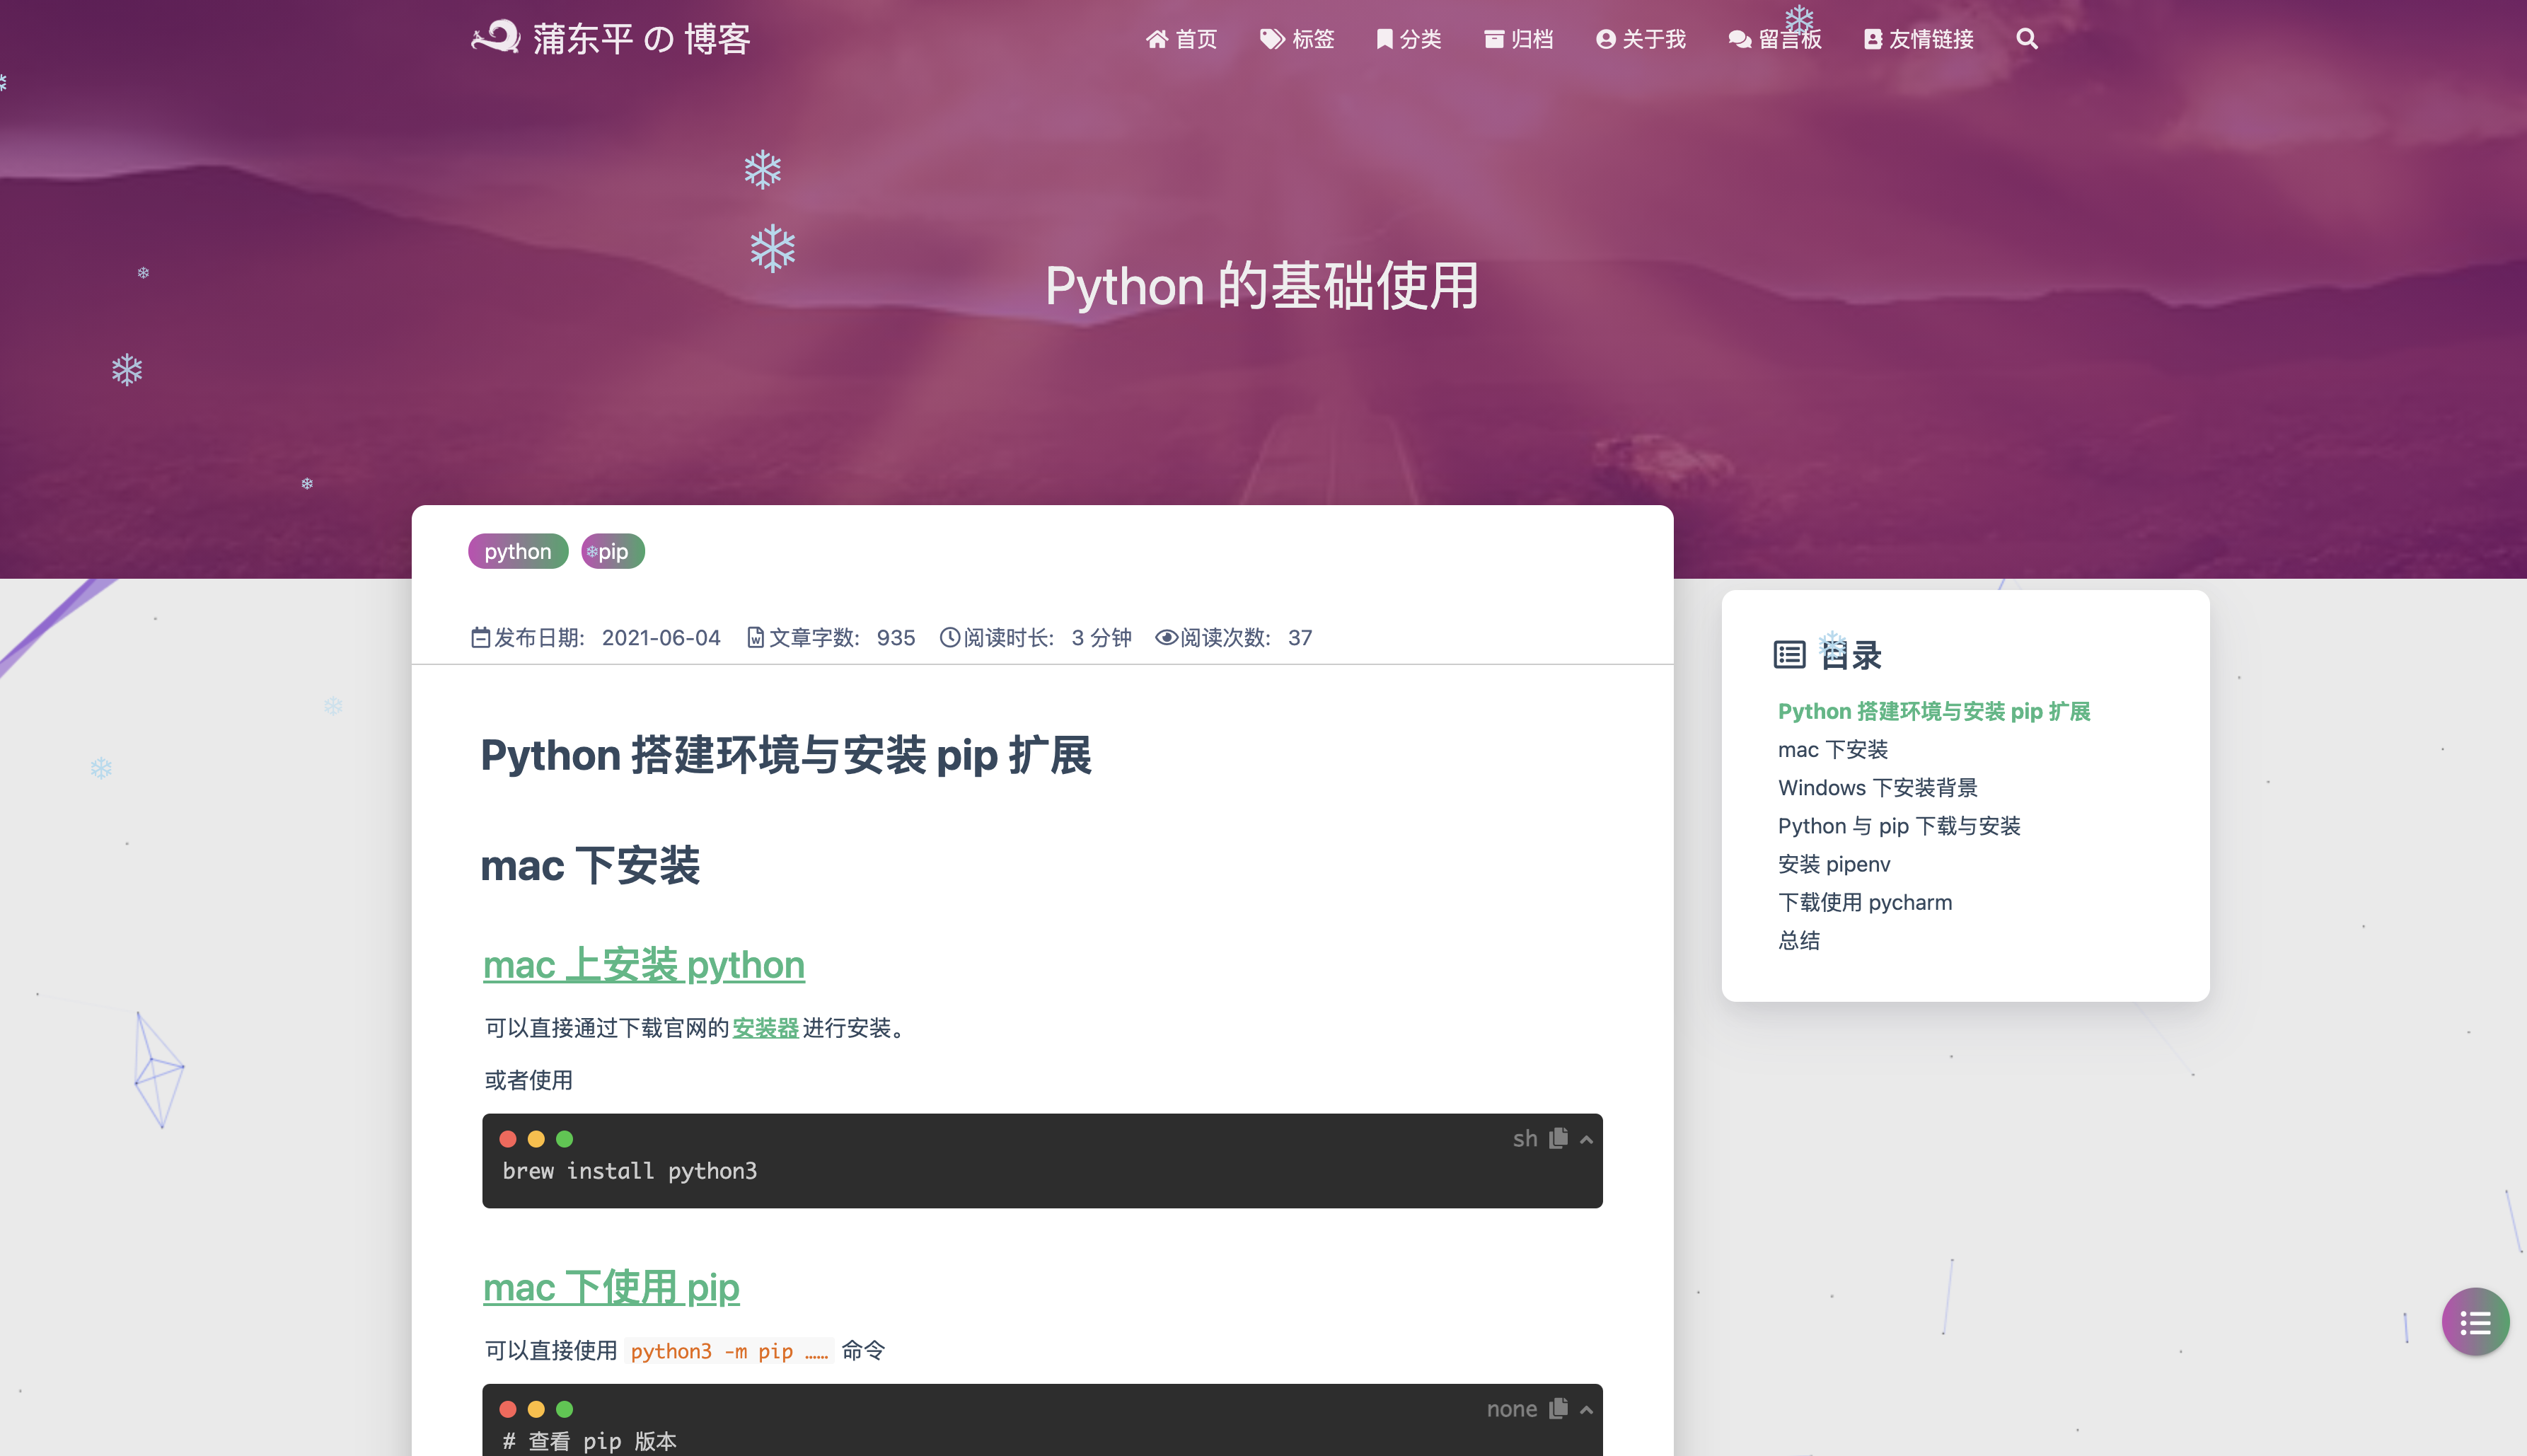 蒲东平 の 博客
首页 标签 分类 归档 关于我 留言板 友情链接
Python 的基础使用
python pip
发布日期: 2021-06-04 文章字数: 935 阅读时长: 3 分钟 阅读次数: 37
Python 搭建环境与安装 pip 扩展
mac 下安装
mac 上安装 python
可以直接通过下载官网的安装器进行安装。
或者使用
sh
brew install python3
mac 下使用 pip
可以直接使用 python3 -m pip …… 命令
none
# 查看 pip 版本
目录
Python 搭建环境与安装 pip 扩展
mac 下安装
Windows 下安装背景
Python 与 pip 下载与安装
安装 pipenv
下载使用 pycharm
总结